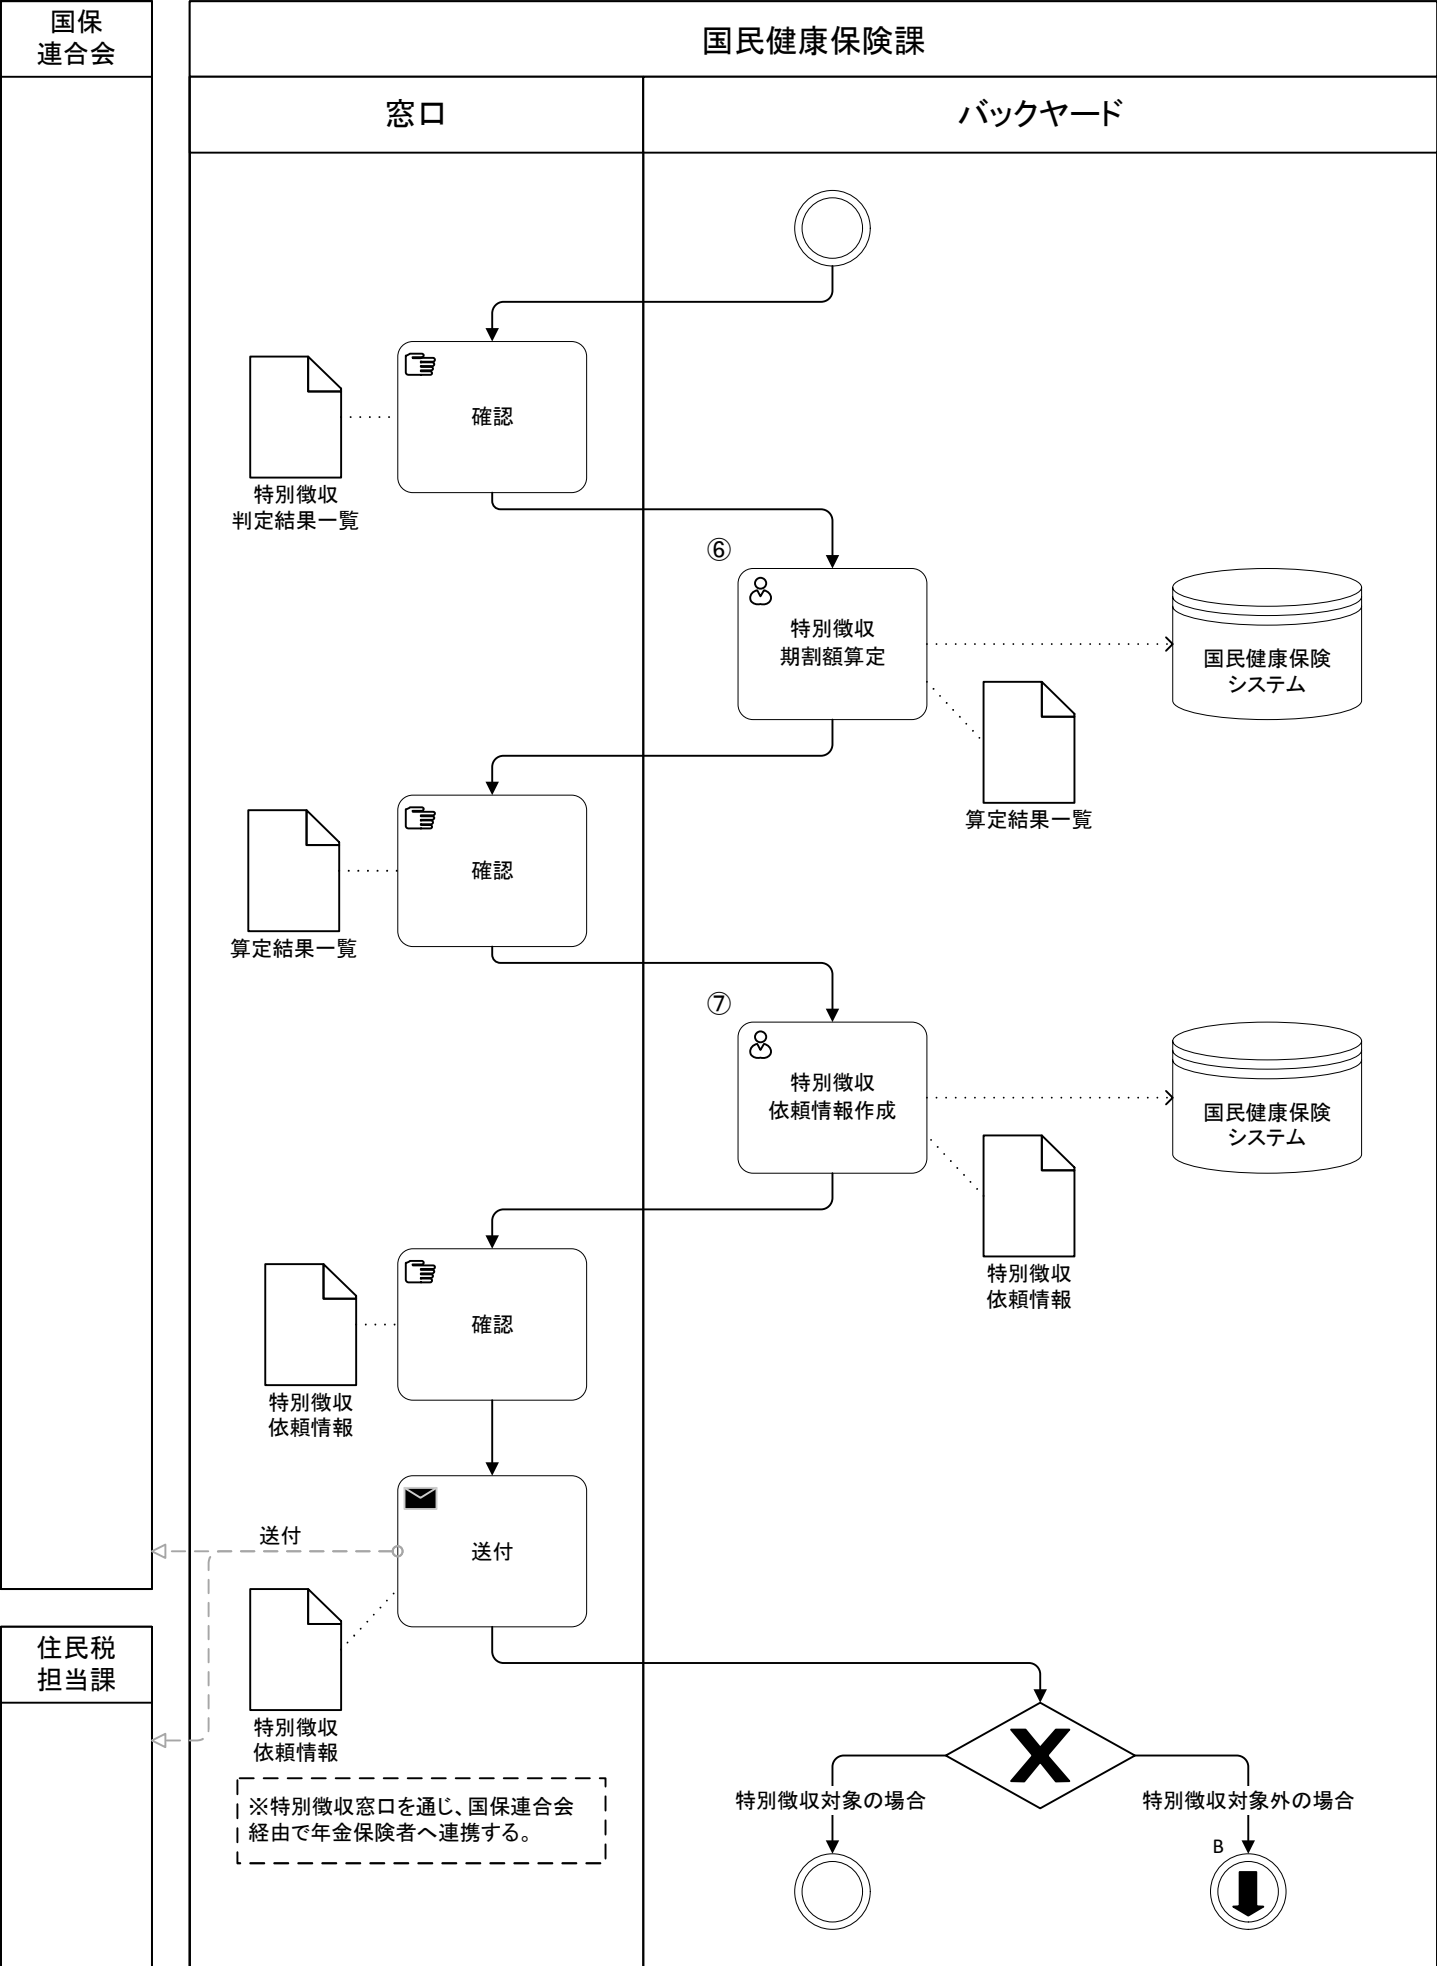 国保
連合会
国民健康保険課
窓口
バックヤード
確認
特別徴収
判定結果一覧
⑥
特別徴収
期割額算定
国民健康保険
システム
算定結果一覧
確認
算定結果一覧
⑦
特別徴収
依頼情報作成
国民健康保険
システム
特別徴収
依頼情報
確認
特別徴収
依頼情報
送付
送付
住民税
担当課
特別徴収
依頼情報
※特別徴収窓口を通じ、国保連合会
経由で年金保険者へ連携する。
特別徴収対象の場合
特別徴収対象外の場合
B